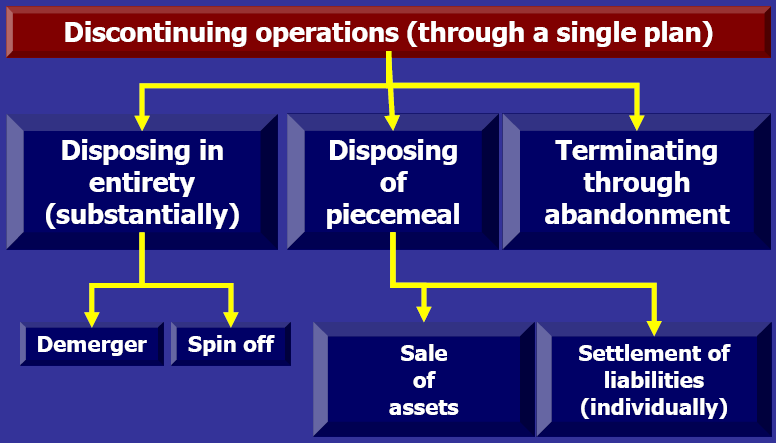 Discontinuing operations (through a single plan)
Disposing in
entirety
(substantially)
Disposing
of
piecemeal
Terminating
through
abandonment
Demerger
Spin off
Sale
of
assets
Settlement of
liabilities
(individually)